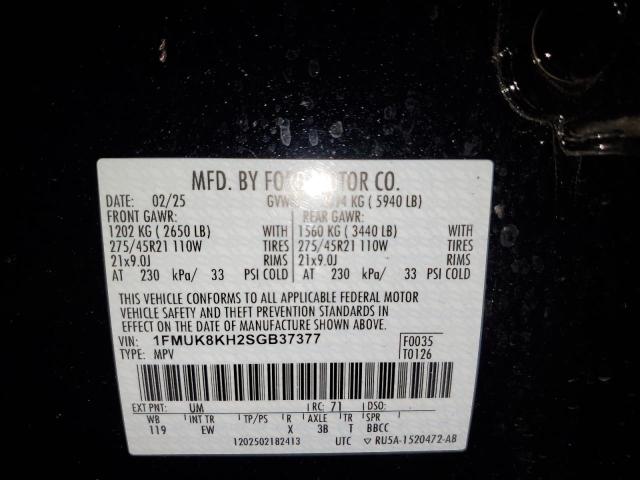 MFD. BY FORD MOTOR CO.
DATE: 02/25 KG ( 5940 LB)
FRONT GAWR: REAR GAWR:
1202 KG ( 2650 LB) WITH 1560 KG ( 3440 LB) WITH
275/45R21 110W TIRES 275/45R21 110W TIRES
21x9.0J RIMS 21x9.0J RIMS
AT 230 kPa/ 33 PSI COLD AT 230 kPa/ 33 PSI COLD
THIS VEHICLE CONFORMS TO ALL APPLICABLE FEDERAL MOTOR
VEHICLE SAFETY AND THEFT PREVENTION STANDARDS IN
EFFECT ON THE DATE OF MANUFACTURE SHOWN ABOVE.
VIN: 1FMUK8KH2SGB37377 F0035
TYPE: MPV T0126
EXT PNT: UM RC: 71 DSO:
WB INT TR TP/PS R AXLE TR SPR
119 EW X 3B T BBCC
1202502182413 UTC ▽ RU5A-1520472-AB